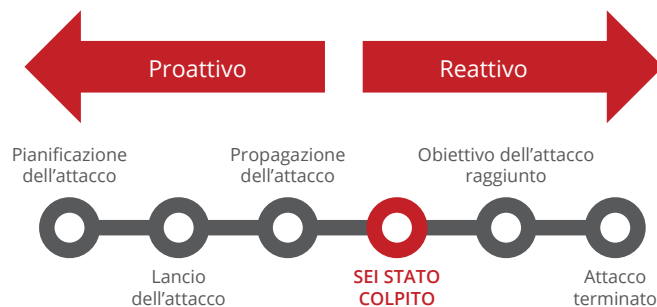 Proattivo
Reattivo
Pianificazione
dell'attacco
Propagazione
dell'attacco
Obiettivo dell'attacco
raggiunto
Lancio
dell'attacco
SEI STATO
COLPITO
Attacco
terminato